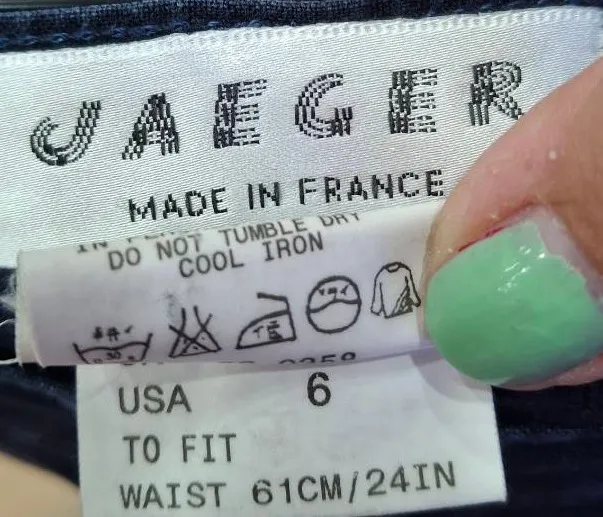 JAEGER
MADE IN FRANCE
DO NOT TUMBLE DRY
COOL IRON
USA 6
TO FIT
WAIST 61CM/24IN